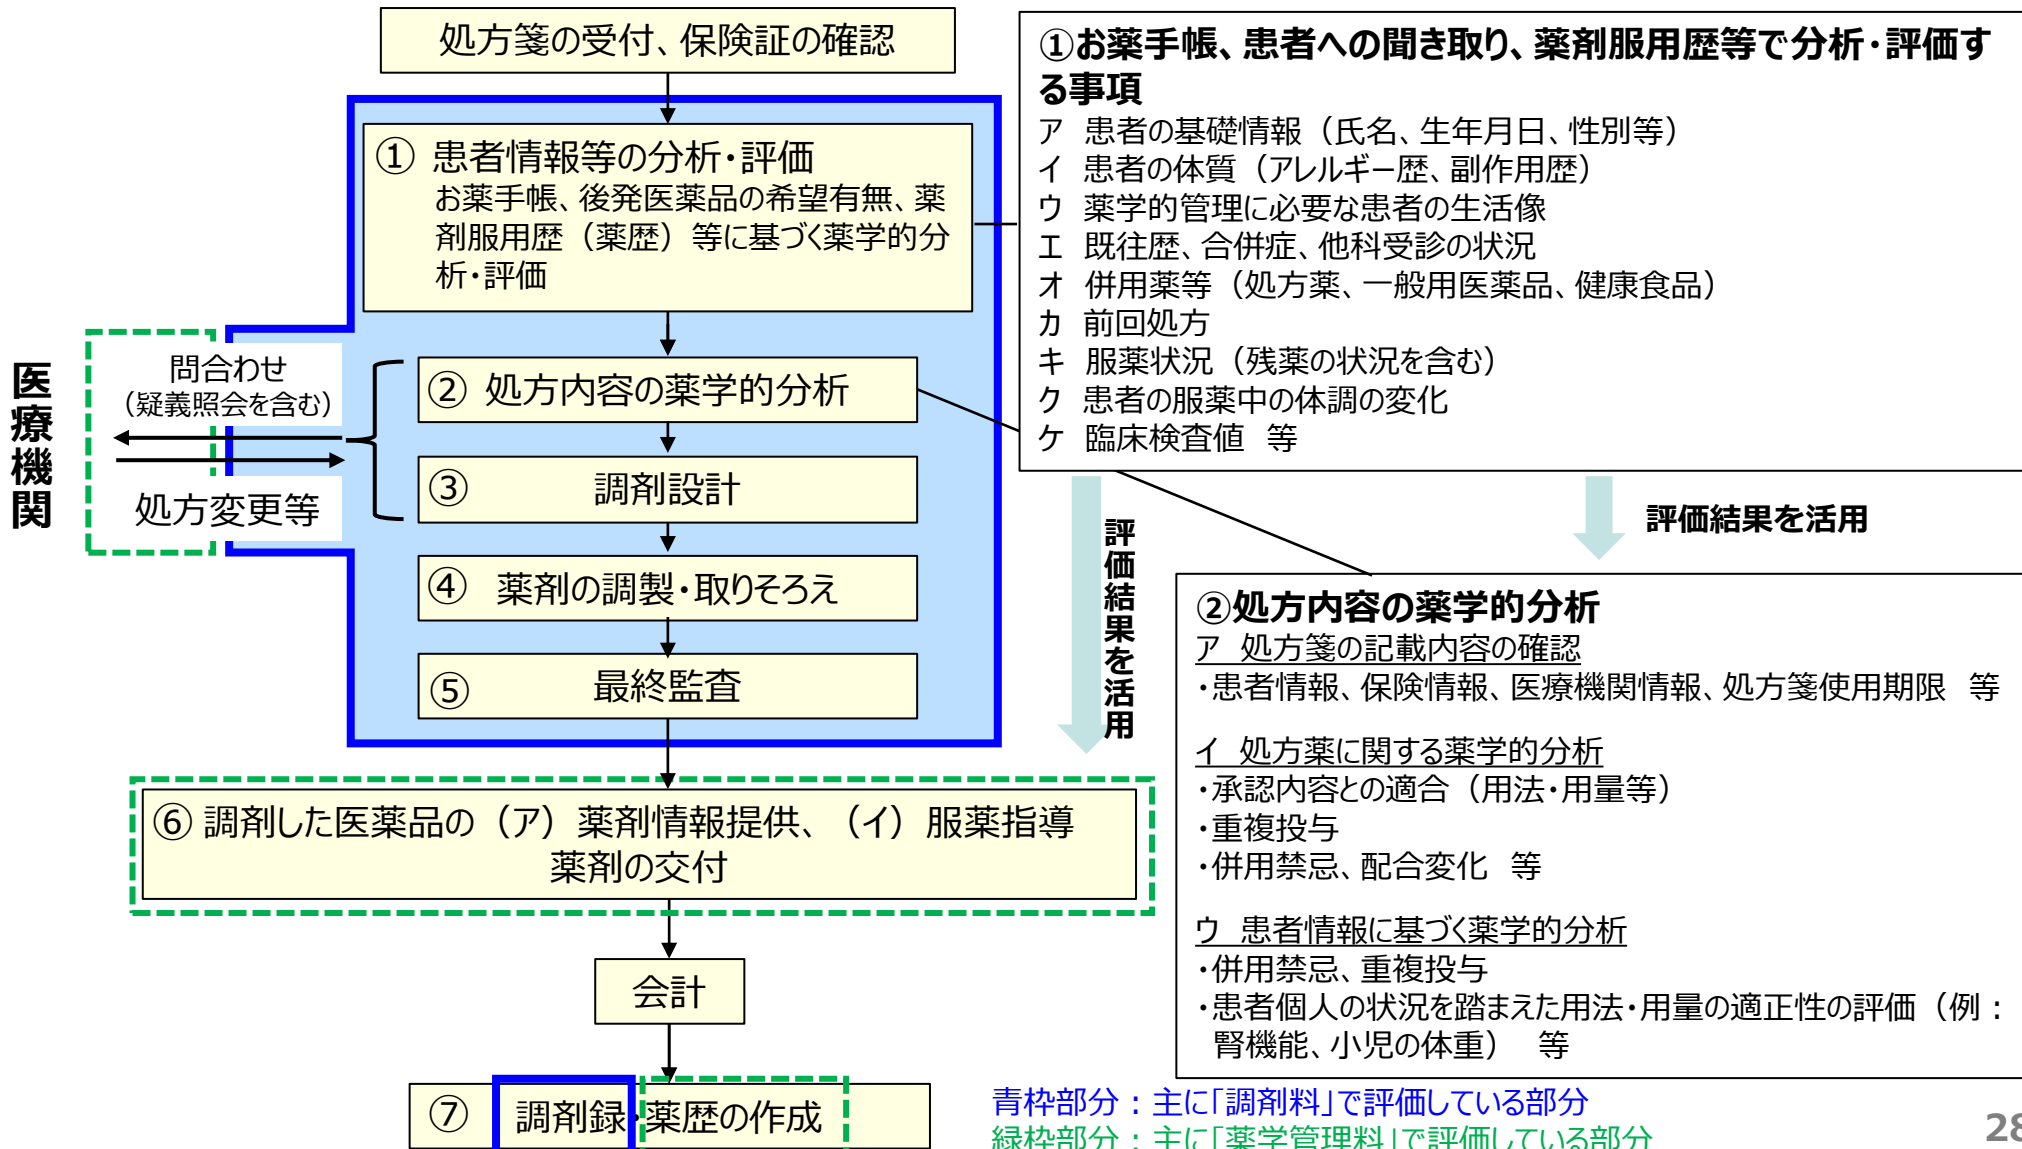 処方箋の受付、保険証の確認
① 患者情報等の分析・評価
お薬手帳、後発医薬品の希望有無、薬
剤服用歴（薬歴）等に基づく薬学的分
析・評価
医療機関
問合わせ
（疑義照会を含む）
処方変更等
② 処方内容の薬学的分析
③ 調剤設計
④ 薬剤の調製・取りそろえ
⑤ 最終監査
⑥ 調剤した医薬品の（ア）薬剤情報提供、（イ）服薬指導
薬剤の交付
会計
⑦ 調剤録・薬歴の作成
①お薬手帳、患者への聞き取り、薬剤服用歴等で分析・評価す
る事項
ア 患者の基礎情報（氏名、生年月日、性別等）
イ 患者の体質（アレルギー歴、副作用歴）
ウ 薬学的管理に必要な患者の生活像
エ 既往歴、合併症、他科受診の状況
オ 併用薬等（処方薬、一般用医薬品、健康食品）
カ 前回処方
キ 服薬状況（残薬の状況を含む）
ク 患者の服薬中の体調の変化
ケ 臨床検査値 等
評価結果を活用
評価結果を活用
②処方内容の薬学的分析
ア 処方箋の記載内容の確認
・患者情報、保険情報、医療機関情報、処方箋使用期限 等
イ 処方薬に関する薬学的分析
・承認内容との適合（用法・用量等）
・重複投与
・併用禁忌、配合変化 等
ウ 患者情報に基づく薬学的分析
・併用禁忌、重複投与
・患者個人の状況を踏まえた用法・用量の適正性の評価（例：
腎機能、小児の体重） 等
青枠部分：主に「調剤料」で評価している部分
緑枠部分：主に「薬学管理料」で評価している部分
28